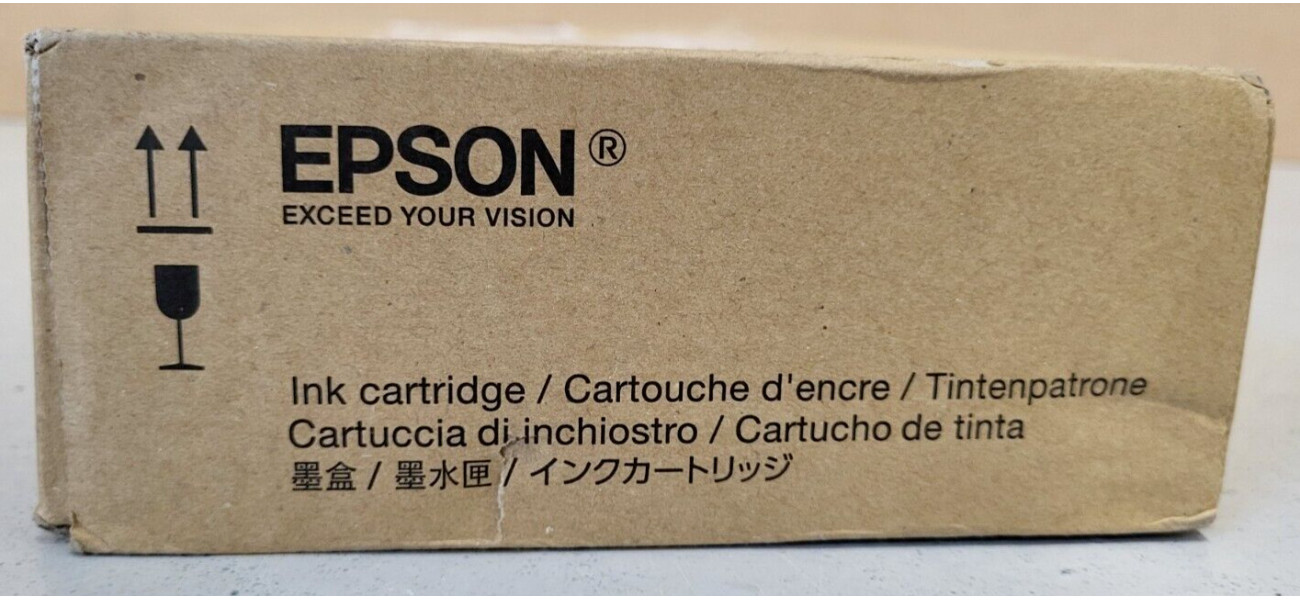 EPSON®
EXCEED YOUR VISION
Ink cartridge / Cartouche d'encre / Tintenpatrone
Cartuccia di inchiostro / Cartucho de tinta
墨盒 / 墨水匣 / インクカートリッジ